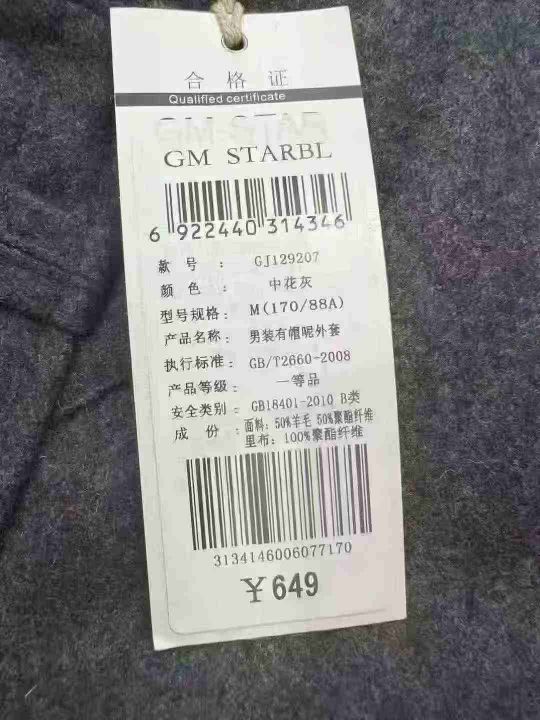 合格证
Qualified certificate
GM STAR
GM STARBL
6 922440 314346
款号：GJ129207
颜色：中花灰
型号规格：M(170/88A)
产品名称：男装有帽呢外套
执行标准：GB/T2660-2008
产品等级：一等品
安全类别：GB18401-2010 B类
成份：面料：50%羊毛 50%聚酯纤维
里布：100%聚酯纤维
3134146006077170
￥649